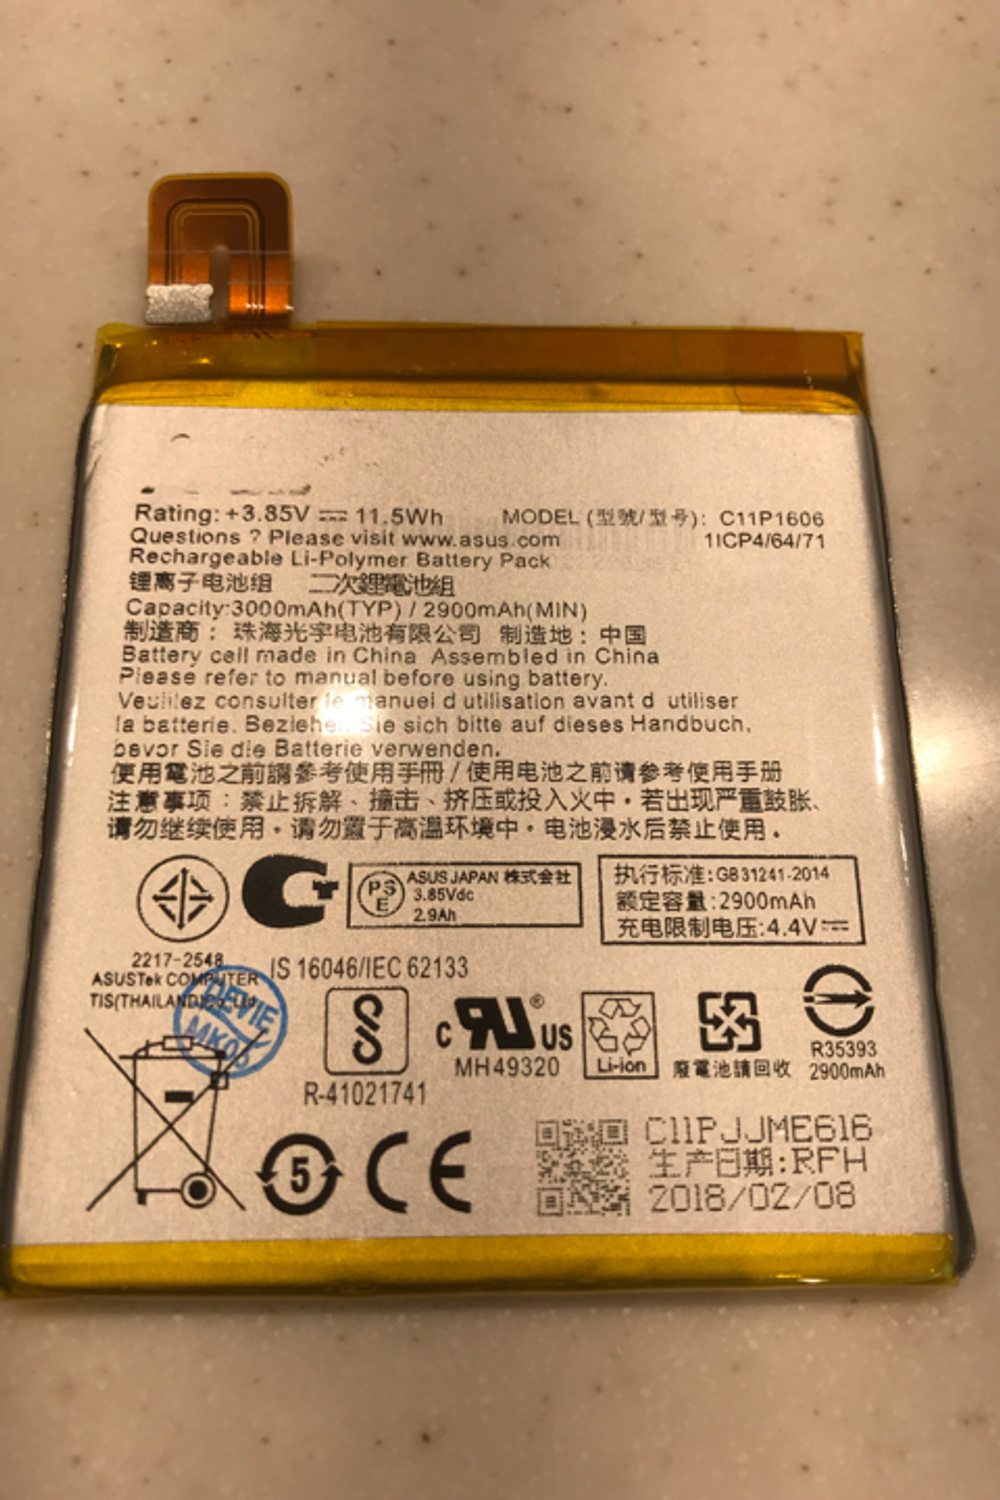 Rating: +3.85V ⎓ 11.5Wh MODEL (型號/型号): C11P1606
Questions ? Please visit www.asus.com 1ICP4/64/71
Rechargeable Li-Polymer Battery Pack
锂离子电池组 二次鋰電池組
Capacity:3000mAh(TYP) / 2900mAh(MIN)
制造商：珠海光宇电池有限公司 制造地：中国
Battery cell made in China Assembled in China
Please refer to manual before using battery.
Veuillez consulter le manuel d utilisation avant d utiliser
la batterie. Beziehen Sie sich bitte auf dieses Handbuch,
bevor Sie die Batterie verwenden.
使用電池之前請參考使用手冊 / 使用电池之前请参考使用手册
注意事项：禁止拆解、撞击、挤压或投入火中。若出现严重鼓胀、
请勿继续使用。请勿置于高温环境中。电池浸水后禁止使用。
PSE ASUS JAPAN 株式会社
3.85Vdc
2.9Ah
执行标准:GB31241-2014
额定容量:2900mAh
充电限制电压:4.4V⎓
2217-2548
ASUSTek COMPUTER
TIS(THAILAND)Co.,Ltd.
DEVIE
MK05
IS 16046/IEC 62133
R-41021741
C RU ® US
MH49320
Li-ion
廢電池請回收
R35393
2900mAh
5 CE
C11PJJME616
生产日期:RFH
2018/02/08